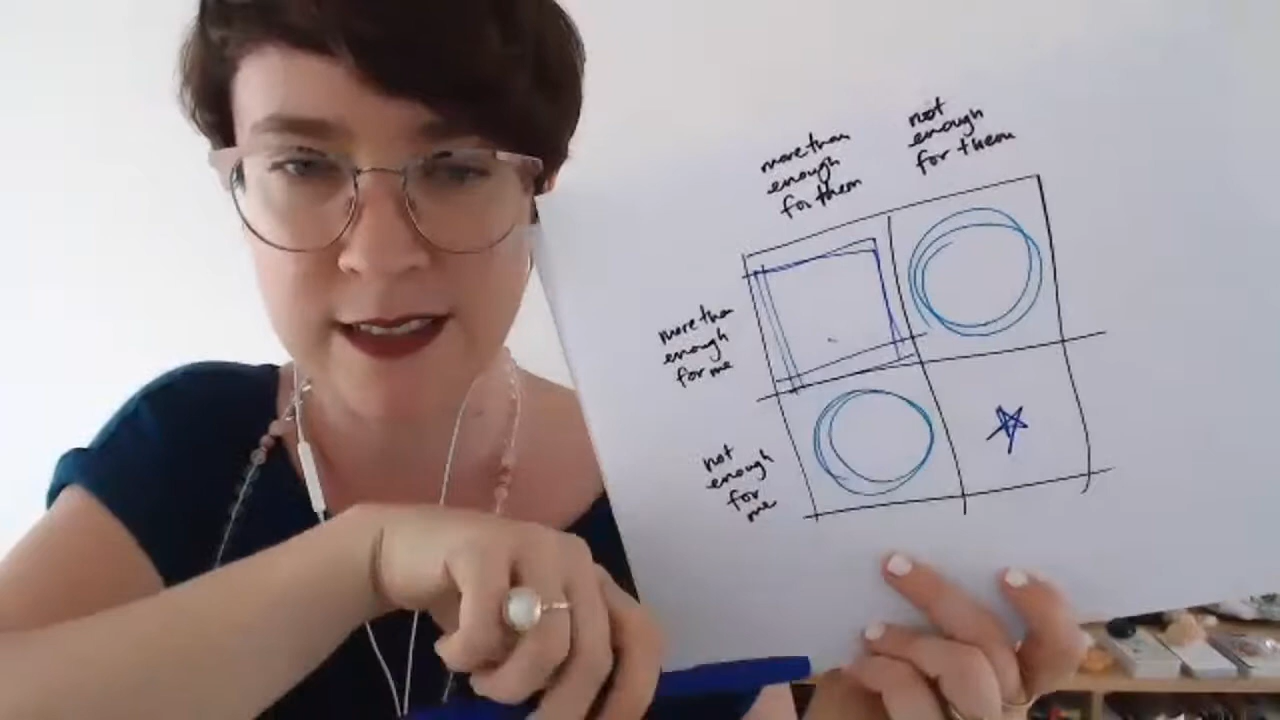 more than
enough
for them
not
enough
for them
more than
enough
for me
not
enough
for
me